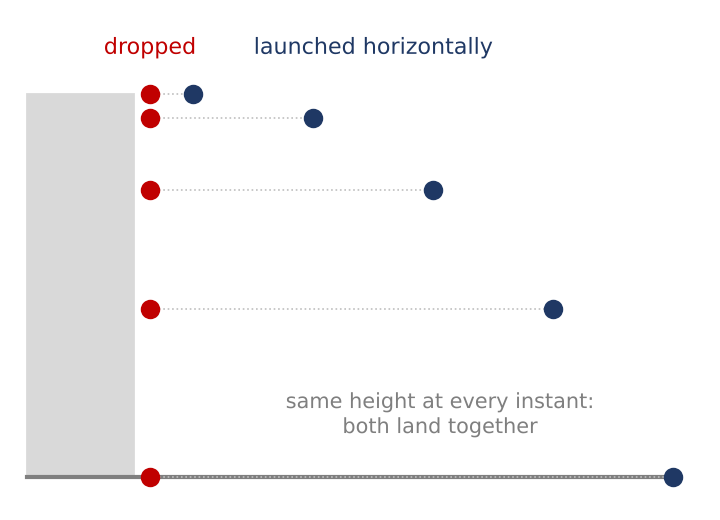 dropped
launched horizontally
same height at every instant:
both land together